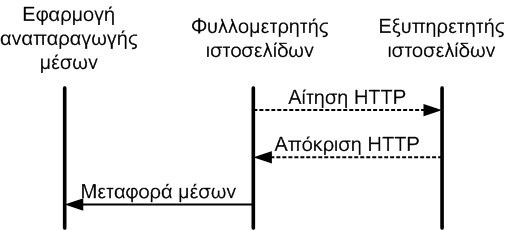 Εφαρμογή
αναπαραγωγής
μέσων
Φυλλομετρητής
ιστοσελίδων
Εξυπηρετητής
ιστοσελίδων
Αίτηση HTTP
Απόκριση HTTP
Μεταφορά μέσων